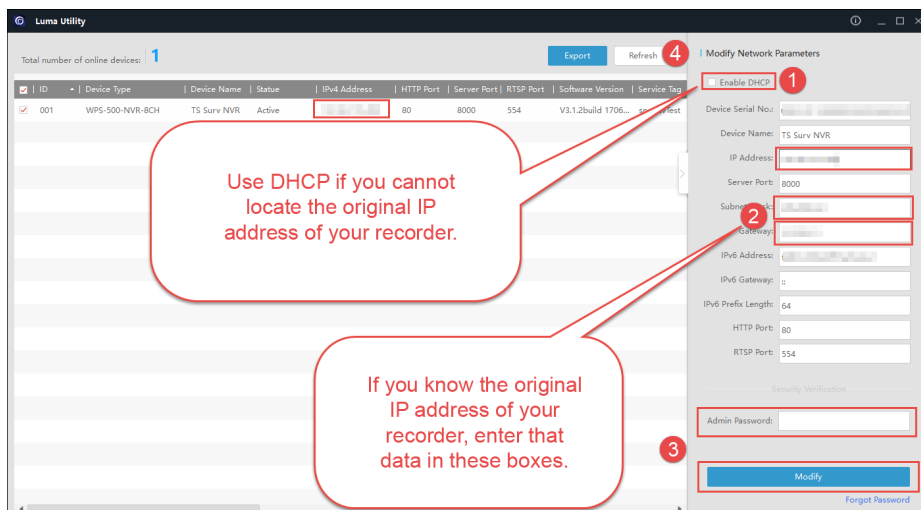 Luma Utility
Total number of online devices: 1
Export
Refresh
4
ID | Device Type | Device Name | Status | IPv4 Address | HTTP Port | Server Port | RTSP Port | Software Version | Service Tag
001 WPS-500-NVR-8CH TS Surv NVR Active 80 8000 554 V3.1.2build 1706...
Use DHCP if you cannot
locate the original IP
address of your recorder.
If you know the original
IP address of your
recorder, enter that
data in these boxes.
Modify Network Parameters
Enable DHCP
1
Device Serial No.:
Device Name: TS Surv NVR
IP Address:
Server Port: 8000
2
Gateway:
IPv6 Address:
IPv6 Gateway: ::
IPv6 Prefix Length: 64
HTTP Port: 80
RTSP Port: 554
Security Verification
Admin Password:
3
Modify
Forgot Password